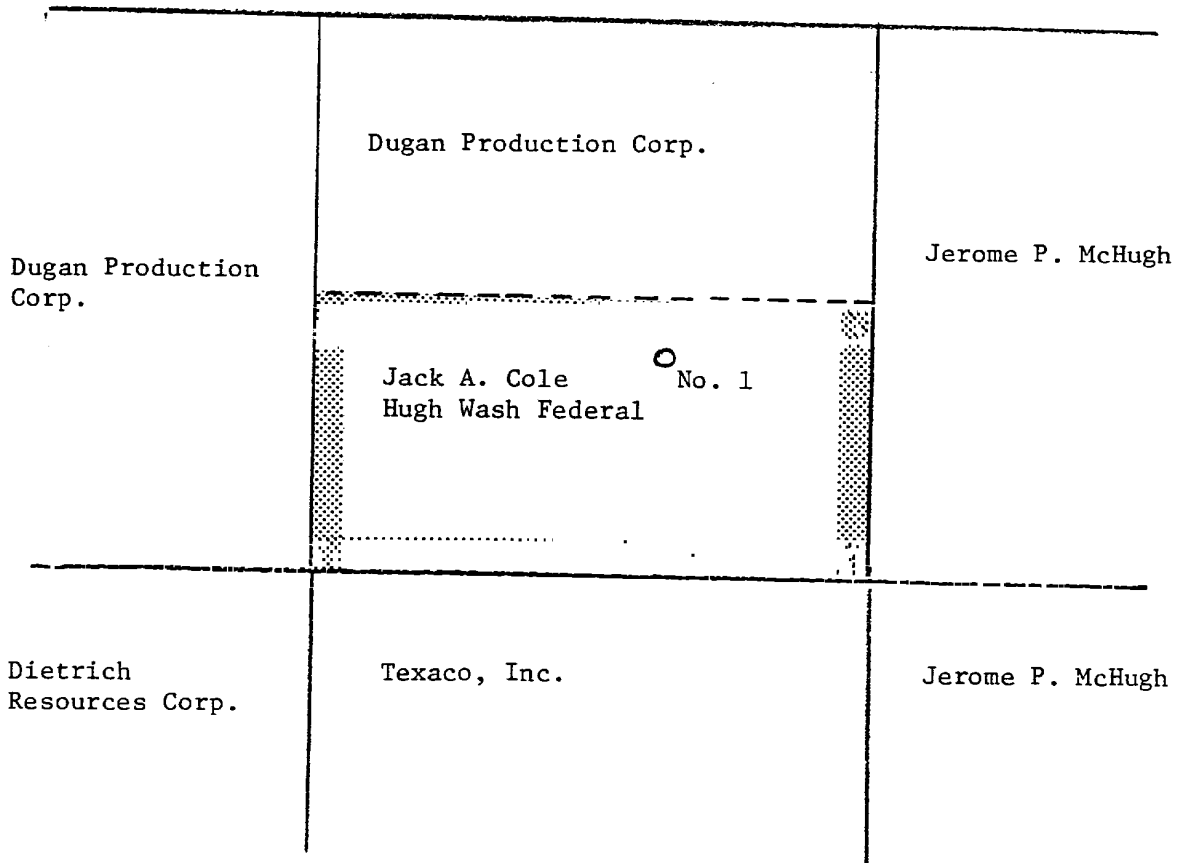 Dugan Production Corp.
Dugan Production
Corp.
Jerome P. McHugh
Jack A. Cole
Hugh Wash Federal
No. 1
Dietrich
Resources Corp.
Texaco, Inc.
Jerome P. McHugh